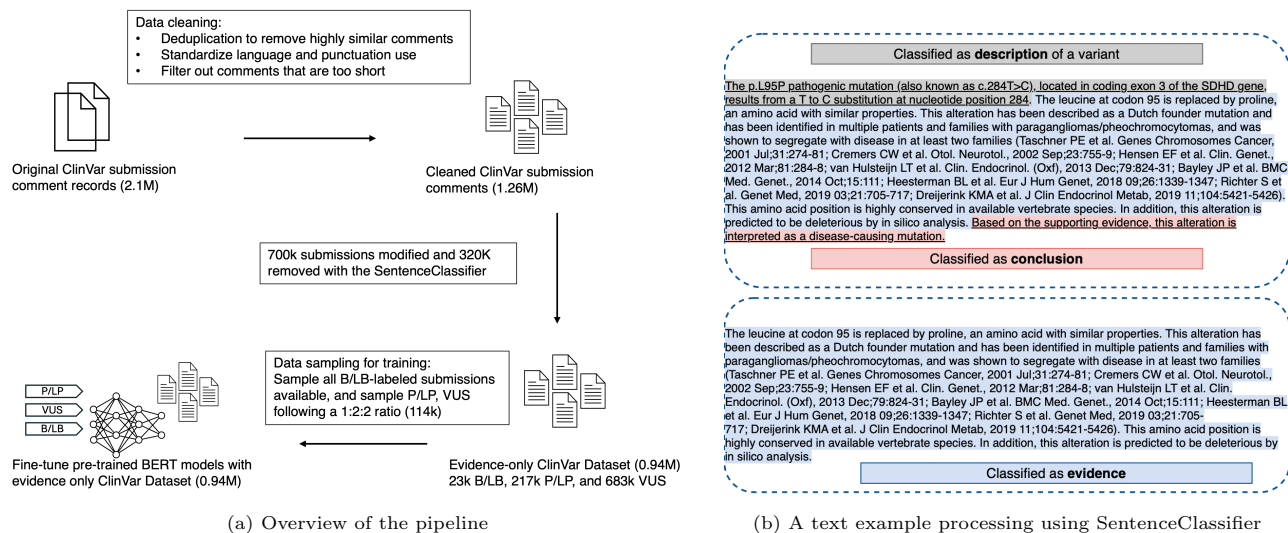 Data cleaning:
• Deduplication to remove highly similar comments
• Standardize language and punctuation use
• Filter out comments that are too short
Original ClinVar submission
comment records (2.1M)
Cleaned ClinVar submission
comments (1.26M)
700k submissions modified and 320K
removed with the SentenceClassifier
Data sampling for training:
Sample all B/LB-labeled submissions
available, and sample P/LP, VUS
following a 1:2:2 ratio (114k)
P/LP
VUS
B/LB
Fine-tune pre-trained BERT models with
evidence only ClinVar Dataset (0.94M)
Evidence-only ClinVar Dataset (0.94M)
23k B/LB, 217k P/LP, and 683k VUS
(a) Overview of the pipeline
Classified as description of a variant
The p.L95P pathogenic mutation (also known as c.284T>C), located in coding exon 3 of the SDHD gene,
results from a T to C substitution at nucleotide position 284. The leucine at codon 95 is replaced by proline,
an amino acid with similar properties. This alteration has been described as a Dutch founder mutation and
has been identified in multiple patients and families with paragangliomas/pheochromocytomas, and was
shown to segregate with disease in at least two families (Taschner PE et al. Genes Chromosomes Cancer,
2001 Jul;31:274-81; Cremers CW et al. Otol. Neurotol., 2002 Sep;23:755-9; Hensen EF et al. Clin. Genet.,
2012 Mar;81:284-8; van Hulsteijn LT et al. Clin. Endocrinol. (Oxf), 2013 Dec;79:824-31; Bayley JP et al. BMC
Med. Genet., 2014 Oct;15:111; Heesterman BL et al. Eur J Hum Genet, 2018 09;26:1339-1347; Richter S et
al. Genet Med, 2019 03;21:705-717; Dreijerink KMA et al. J Clin Endocrinol Metab, 2019 11;104:5421-5426).
This amino acid position is highly conserved in available vertebrate species. In addition, this alteration is
predicted to be deleterious by in silico analysis. Based on the supporting evidence, this alteration is
interpreted as a disease-causing mutation.
Classified as conclusion
The leucine at codon 95 is replaced by proline, an amino acid with similar properties. This alteration has
been described as a Dutch founder mutation and has been identified in multiple patients and families with
paragangliomas/pheochromocytomas, and was shown to segregate with disease in at least two families
(Taschner PE et al. Genes Chromosomes Cancer, 2001 Jul;31:274-81; Cremers CW et al. Otol. Neurotol.,
2002 Sep;23:755-9; Hensen EF et al. Clin. Genet., 2012 Mar;81:284-8; van Hulsteijn LT et al. Clin.
Endocrinol. (Oxf), 2013 Dec;79:824-31; Bayley JP et al. BMC Med. Genet., 2014 Oct;15:111; Heesterman BL
et al. Eur J Hum Genet, 2018 09;26:1339-1347; Richter S et al. Genet Med, 2019 03;21:705-
717; Dreijerink KMA et al. J Clin Endocrinol Metab, 2019 11;104:5421-5426). This amino acid position is
highly conserved in available vertebrate species. In addition, this alteration is predicted to be deleterious by
in silico analysis.
Classified as evidence
(b) A text example processing using SentenceClassifier